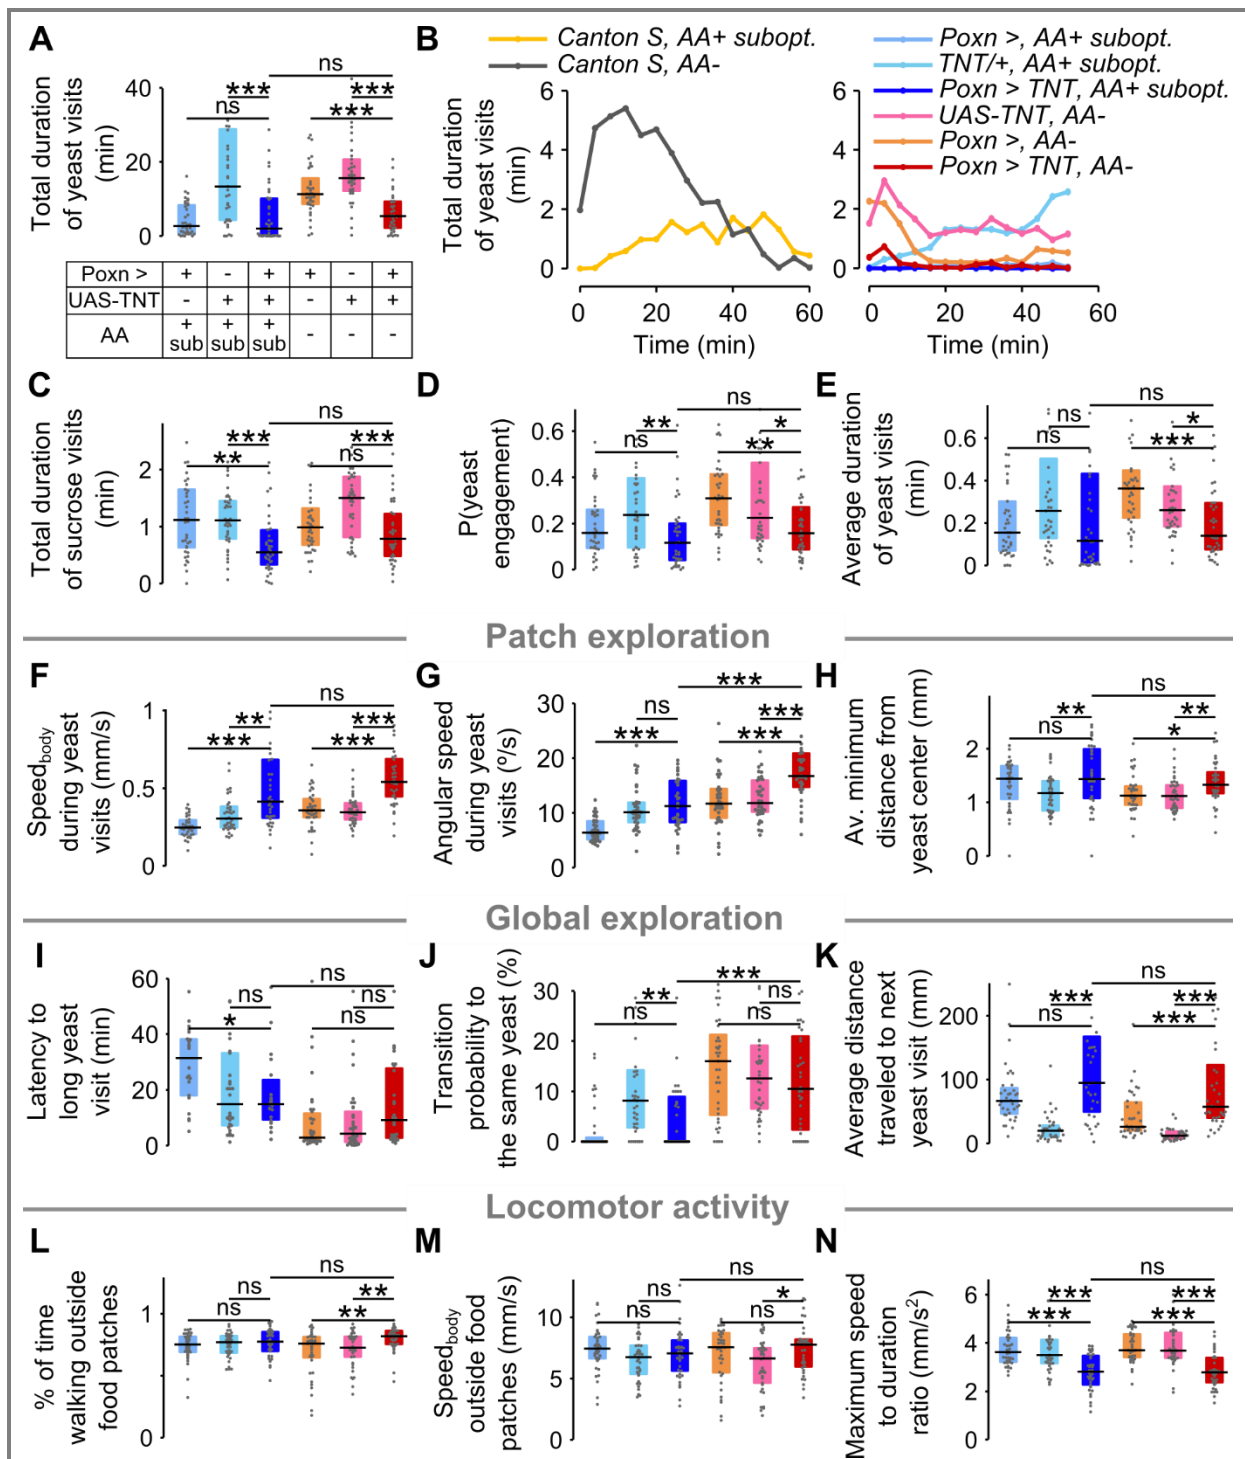 A
Total duration
of yeast visits
(min)
40
20
0
ns
***
***
ns
***
Poxn > + - + + - +
UAS-TNT - + + - + +
AA + sub + sub + sub - - -
B
Canton S, AA+ subopt.
Canton S, AA-
Total duration
of yeast visits
(min)
6
4
2
0
0 20 40 60
Time (min)
Poxn >, AA+ subopt.
TNT/+, AA+ subopt.
Poxn > TNT, AA+ subopt.
UAS-TNT, AA-
Poxn >, AA-
Poxn > TNT, AA-
6
4
2
0
0 20 40 60
Time (min)
C
Total duration
of sucrose visits
(min)
2
1
0
ns
***
***
**
ns
D
P(yeast
engagement)
0.6
0.4
0.2
0
ns
**
*
ns
**
E
Average duration
of yeast visits
(min)
0.6
0.4
0.2
0
ns
ns
*
ns
***
Patch exploration
F
Speedbody
during yeast
visits (mm/s)
1
0.5
0
ns
**
***
***
***
G
Angular speed
during yeast
visits (º/s)
30
20
10
0
***
ns
***
***
***
H
Av. minimum
distance from
yeast center (mm)
2
1
0
ns
**
**
ns
*
Global exploration
I
Latency to
long yeast
visit (min)
60
40
20
0
ns
ns
ns
*
ns
J
Transition
probability to
the same yeast (%)
30
20
10
0
***
**
ns
ns
ns
K
Average distance
traveled to next
yeast visit (mm)
200
100
0
ns
***
***
ns
***
Locomotor activity
L
% of time
walking outside
food patches
1
0
ns
ns
**
ns
**
M
Speedbody
outside food
patches (mm/s)
10
5
0
ns
ns
*
ns
ns
N
Maximum speed
to duration
ratio (mm/s²)
6
4
2
0
ns
***
***
***
***